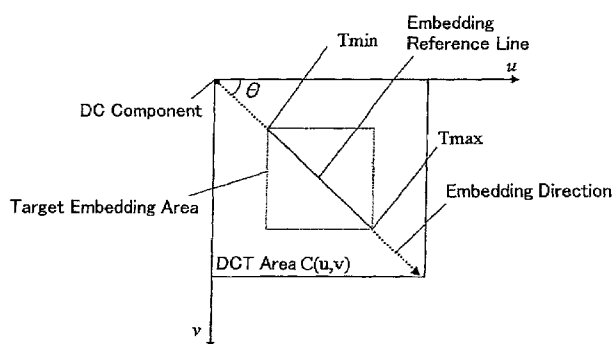 Embedding
Reference Line
Tmin
u
θ
DC Component
Tmax
Target Embedding Area
Embedding Direction
DCT Area C(u,v)
v